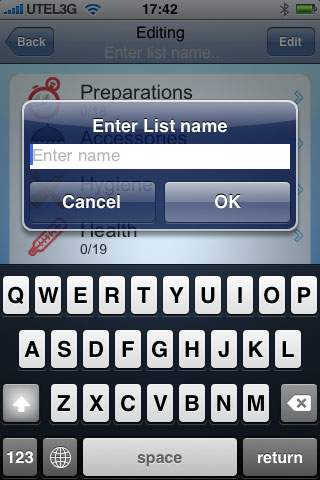 UTEL3G 17:42
Back Editing Edit
Enter list name..
Preparations
0/18
Enter List name
Accessories
Enter name
Hygiene
Cancel OK
Health
0/19
Q W E R T Y U I O P
A S D F G H J K L
Z X C V B N M
123 space return